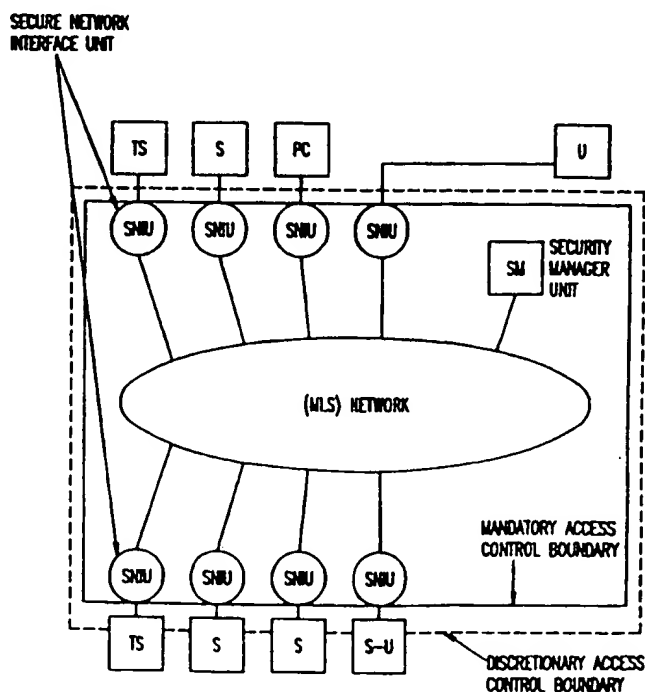 SECURE NETWORK
INTERFACE UNIT
TS
S
PC
U
SNIU
SNIU
SNIU
SNIU
SM
SECURITY
MANAGER
UNIT
(MLS) NETWORK
MANDATORY ACCESS
CONTROL BOUNDARY
SNIU
SNIU
SNIU
SNIU
TS
S
S
S-U
DISCRETIONARY ACCESS
CONTROL BOUNDARY